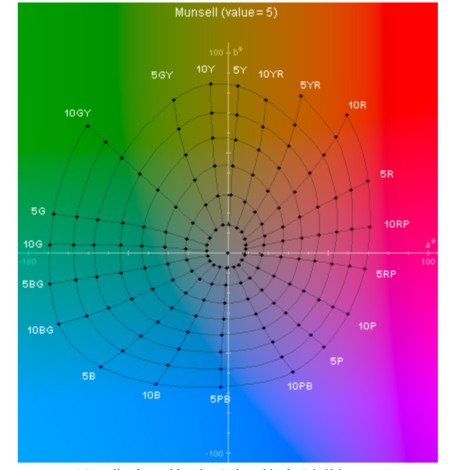 Munsell (value = 5)
100 b*
5GY 10Y 5Y 10YR 5YR
10GY 10R
5R
5G 10RP
10G a*
-100 100
5BG 5RP
10BG 10P
5B 5P
10B 5PB 10PB
-100